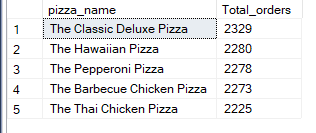 pizza_name Total_orders
1 The Classic Deluxe Pizza 2329
2 The Hawaiian Pizza 2280
3 The Pepperoni Pizza 2278
4 The Barbecue Chicken Pizza 2273
5 The Thai Chicken Pizza 2225